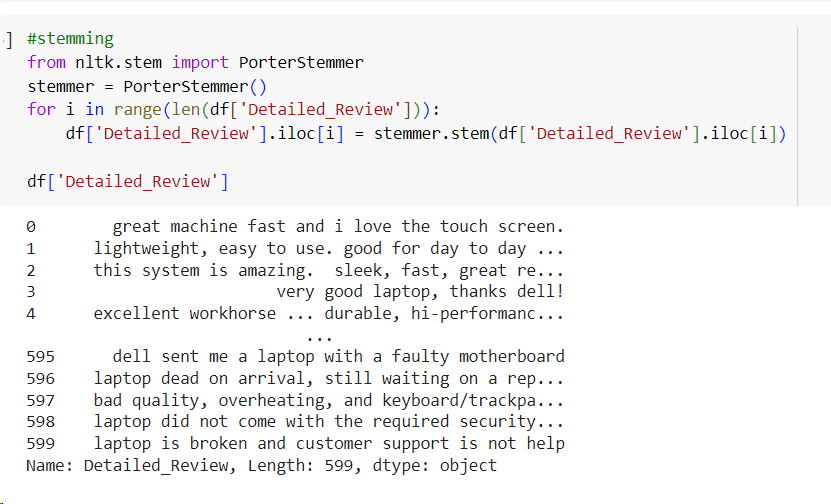 ] #stemming
from nltk.stem import PorterStemmer
stemmer = PorterStemmer()
for i in range(len(df['Detailed_Review'])):
    df['Detailed_Review'].iloc[i] = stemmer.stem(df['Detailed_Review'].iloc[i])
df['Detailed_Review']
0 great machine fast and i love the touch screen.
1 lightweight, easy to use. good for day to day ...
2 this system is amazing.  sleek, fast, great re...
3 very good laptop, thanks dell!
4 excellent workhorse ... durable, hi-performanc...
...
595 dell sent me a laptop with a faulty motherboard
596 laptop dead on arrival, still waiting on a rep...
597 bad quality, overheating, and keyboard/trackpa...
598 laptop did not come with the required security...
599 laptop is broken and customer support is not help
Name: Detailed_Review, Length: 599, dtype: object